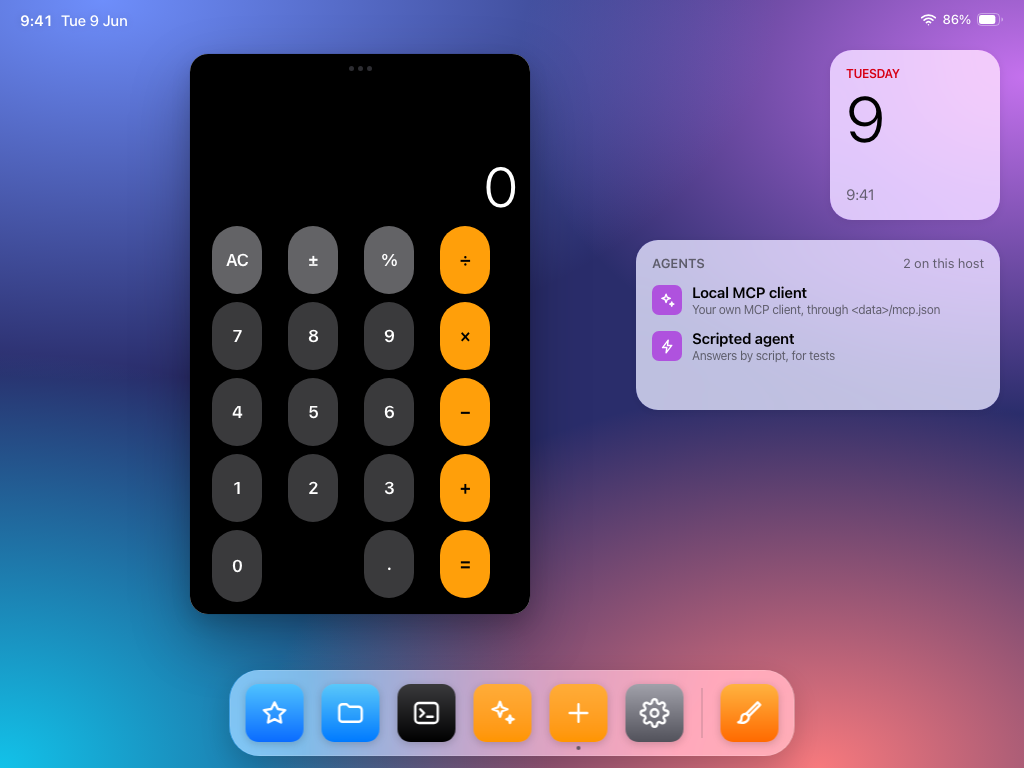 9:41 Tue 9 Jun
86%
0
AC ± % ÷
7 8 9 ×
4 5 6 −
1 2 3 +
0 . =
TUESDAY
9
9:41
AGENTS 2 on this host
Local MCP client
Your own MCP client, through <data>/mcp.json
Scripted agent
Answers by script, for tests